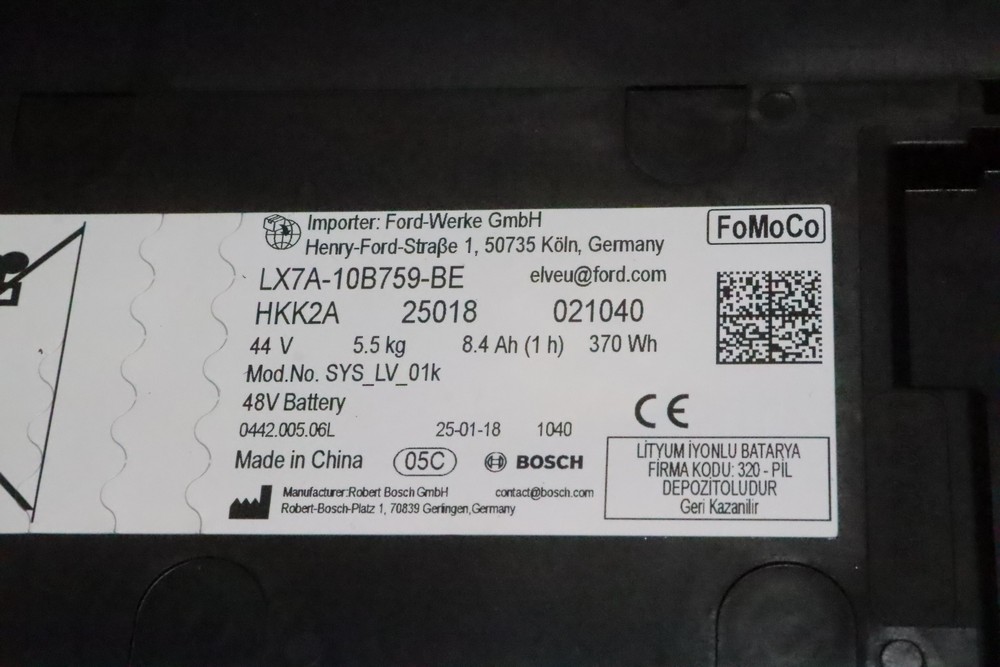 Importer: Ford-Werke GmbH
Henry-Ford-Straße 1, 50735 Köln, Germany
FoMoCo
LX7A-10B759-BE elveu@ford.com
HKK2A 25018 021040
44 V 5.5 kg 8.4 Ah (1 h) 370 Wh
Mod.No. SYS_LV_01k
48V Battery
CE
0442.005.06L 25-01-18 1040
Made in China 05C BOSCH
Manufacturer:Robert Bosch GmbH contact@bosch.com
Robert-Bosch-Platz 1, 70839 Gerlingen,Germany
LİTYUM İYONLU BATARYA
FİRMA KODU: 320 - PİL
DEPOZİTOLUDUR
Geri Kazanilir